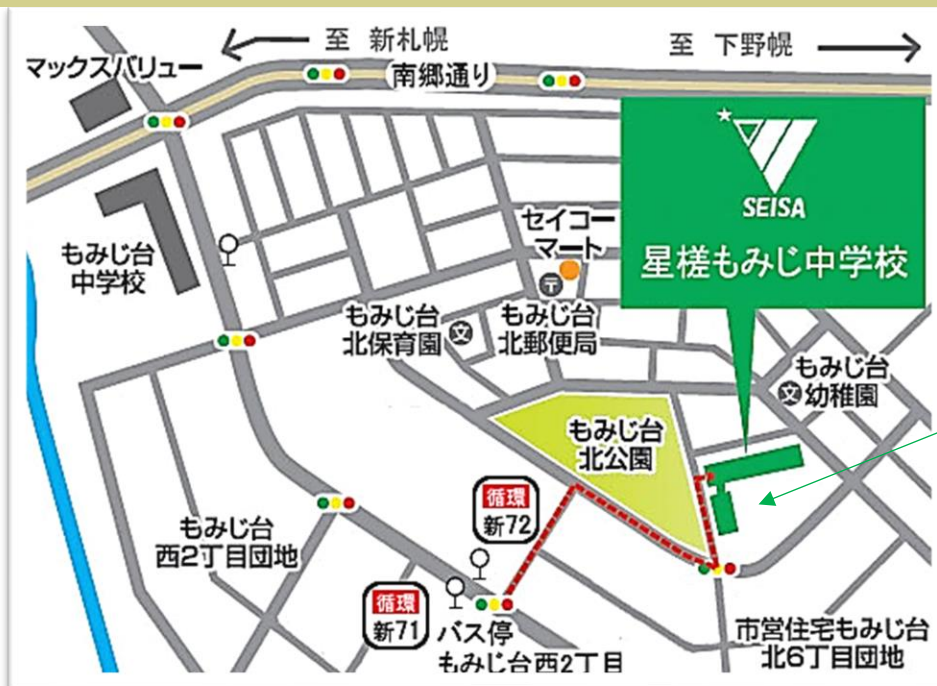 至 新札幌
至 下野幌
マックスバリュー
南郷通り
SEISA
星槎もみじ中学校
もみじ台
中学校
セイコー
マート
〒
もみじ台
北保育園
文
もみじ台
北郵便局
もみじ台
幼稚園
文
もみじ台
北公園
循環
新72
もみじ台
西2丁目団地
循環
新71
バス停
もみじ台西2丁目
市営住宅もみじ台
北6丁目団地